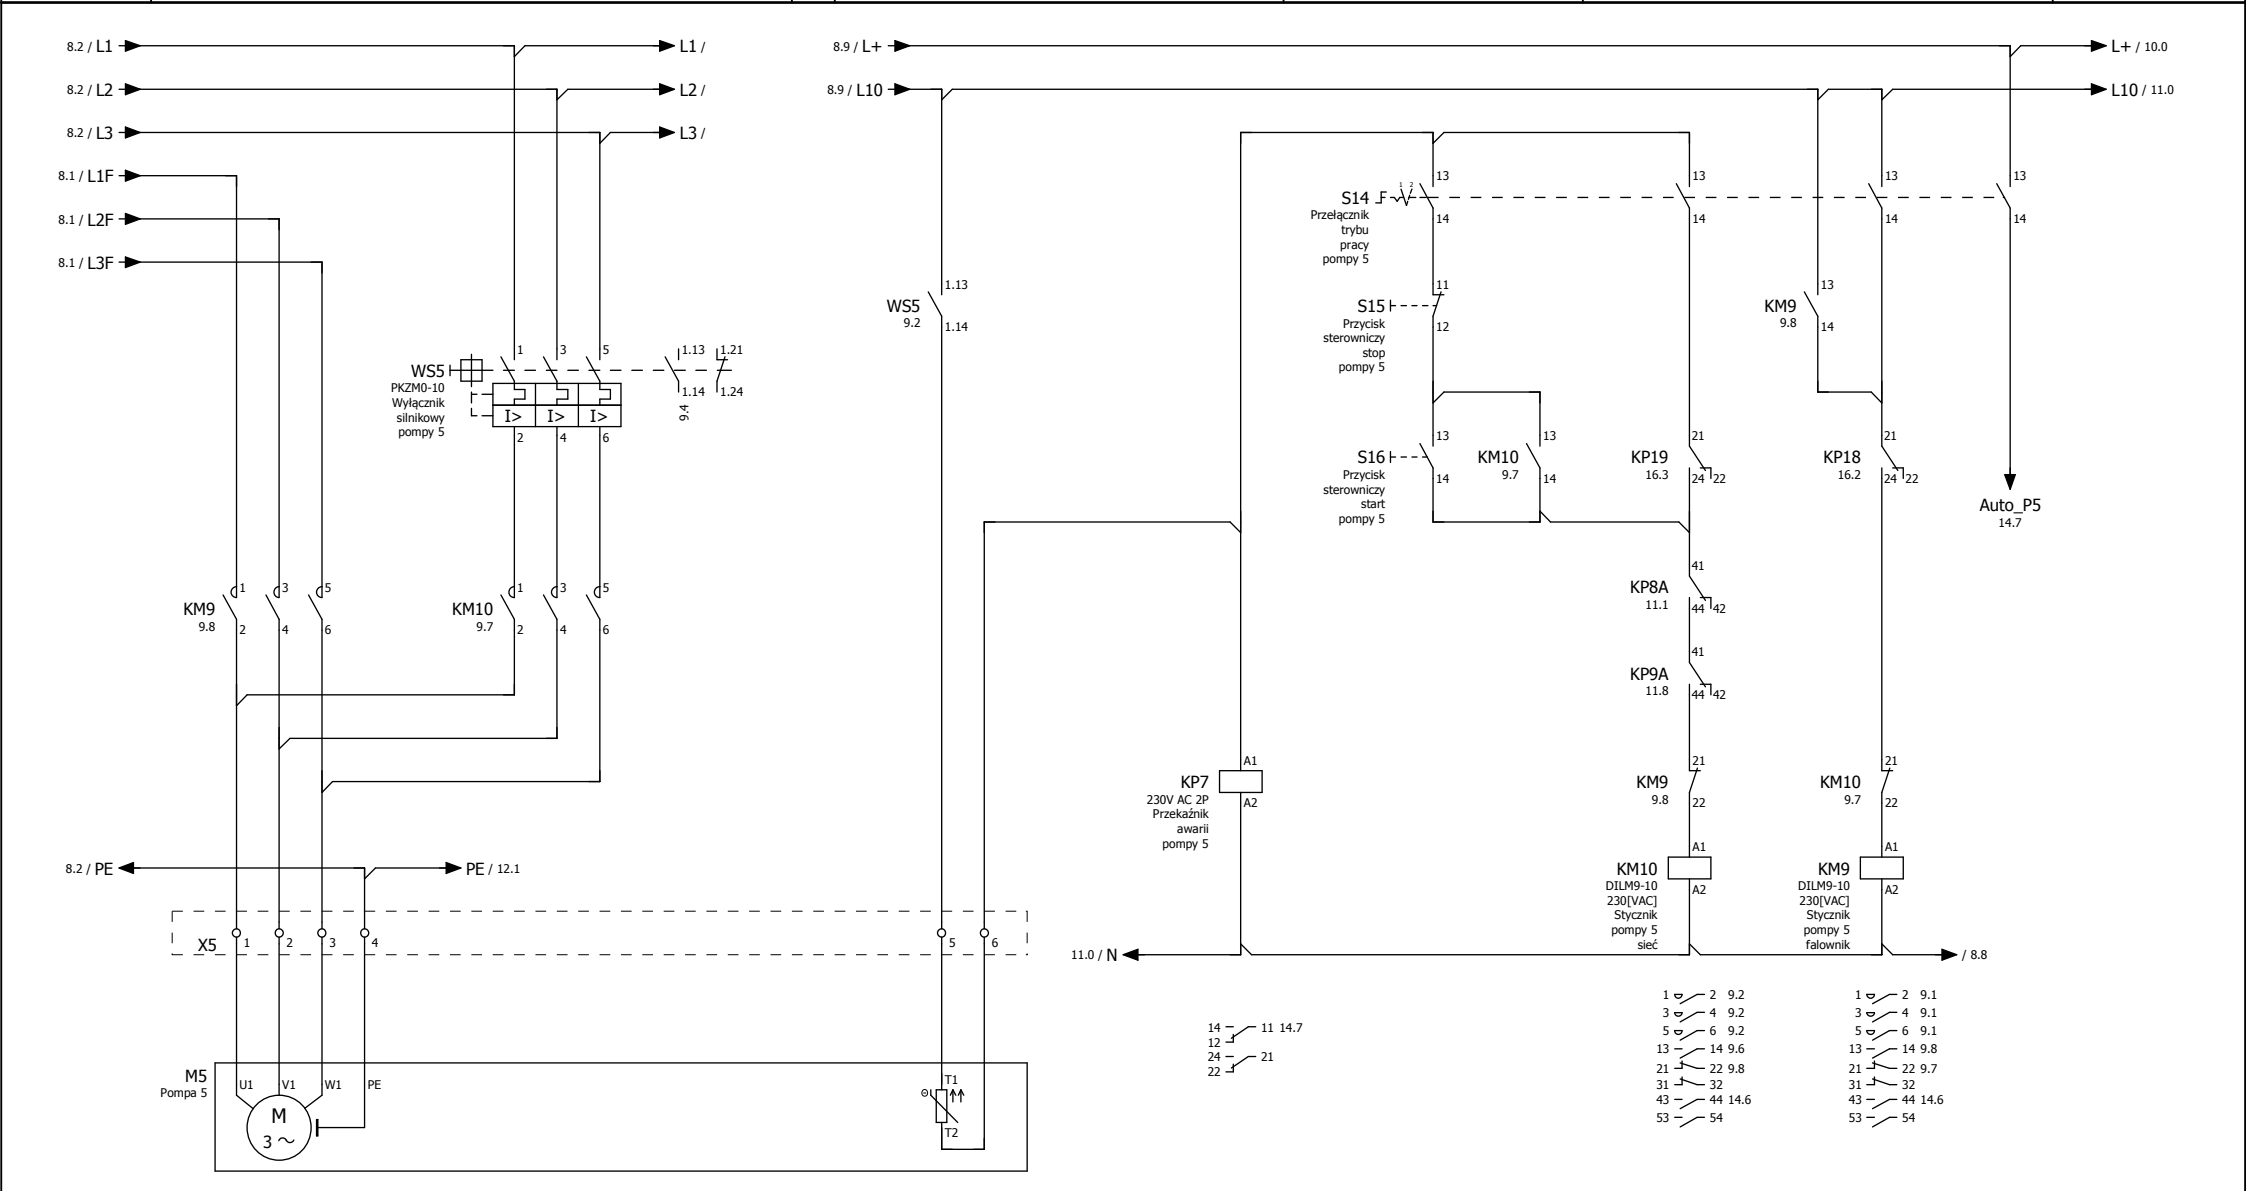 8.2 / L1
L1 /
8.9 / L+
L+ / 10.0
8.2 / L2
L2 /
8.9 / L10
L10 / 11.0
8.2 / L3
L3 /
8.1 / L1F
8.1 / L2F
8.1 / L3F
WS5
PKZM0-10
Wyłącznik
silnikowy
pompy 5
1
3
5
1.13
1.21
1.14
1.24
9.4
I>
I>
I>
2
4
6
KM9
9.8
1
3
5
2
4
6
KM10
9.7
1
3
5
2
4
6
8.2 / PE
PE / 12.1
X5
1
2
3
4
5
6
M5
Pompa 5
U1
V1
W1
PE
M
3 ~
T1
Θ
T2
WS5
9.2
1.13
1.14
S14
Przełącznik
trybu
pracy
pompy 5
1 2
13
14
13
14
13
14
13
14
S15
Przycisk
sterowniczy
stop
pompy 5
11
12
S16
Przycisk
sterowniczy
start
pompy 5
13
14
KM10
9.7
13
14
KP19
16.3
21
24
22
KM9
9.8
13
14
KP18
16.2
21
24
22
Auto_P5
14.7
KP8A
11.1
41
44
42
KP9A
11.8
41
44
42
KP7
230V AC 2P
Przekaźnik
awarii
pompy 5
A1
A2
KM9
9.8
21
22
KM10
9.7
21
22
KM10
DILM9-10
230[VAC]
Stycznik
pompy 5
sieć
A1
A2
KM9
DILM9-10
230[VAC]
Stycznik
pompy 5
falownik
A1
A2
11.0 / N
/ 8.8
14 11 14.7
12
24 21
22
1 2 9.2
3 4 9.2
5 6 9.2
13 14 9.6
21 22 9.8
31 32
43 44 14.6
53 54
1 2 9.1
3 4 9.1
5 6 9.1
13 14 9.8
21 22 9.7
31 32
43 44 14.6
53 54